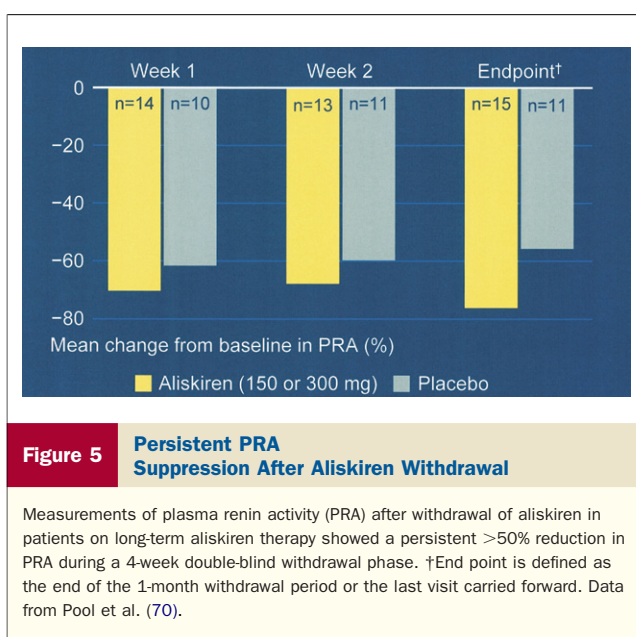 Week 1 Week 2 Endpoint†
0
n=14 n=10 n=13 n=11 n=15 n=11
−20
−40
−60
−80
Mean change from baseline in PRA (%)
Aliskiren (150 or 300 mg) Placebo
Figure 5
Persistent PRA
Suppression After Aliskiren Withdrawal
Measurements of plasma renin activity (PRA) after withdrawal of aliskiren in
patients on long-term aliskiren therapy showed a persistent >50% reduction in
PRA during a 4-week double-blind withdrawal phase. †End point is defined as
the end of the 1-month withdrawal period or the last visit carried forward. Data
from Pool et al. (70).